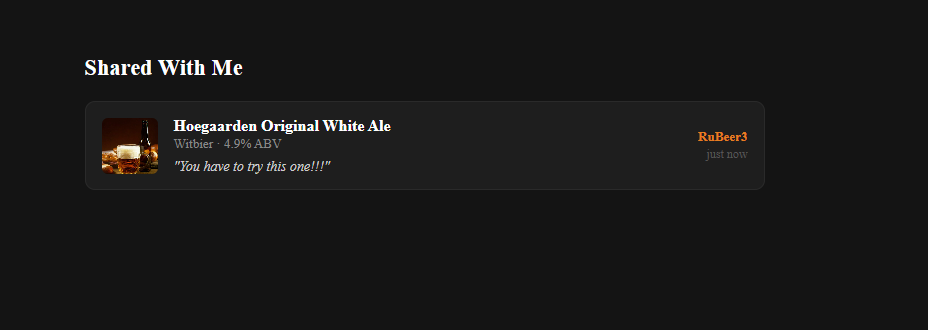 Shared With Me
Hoegaarden Original White Ale
Witbier · 4.9% ABV
"You have to try this one!!!"
RuBeer3
just now